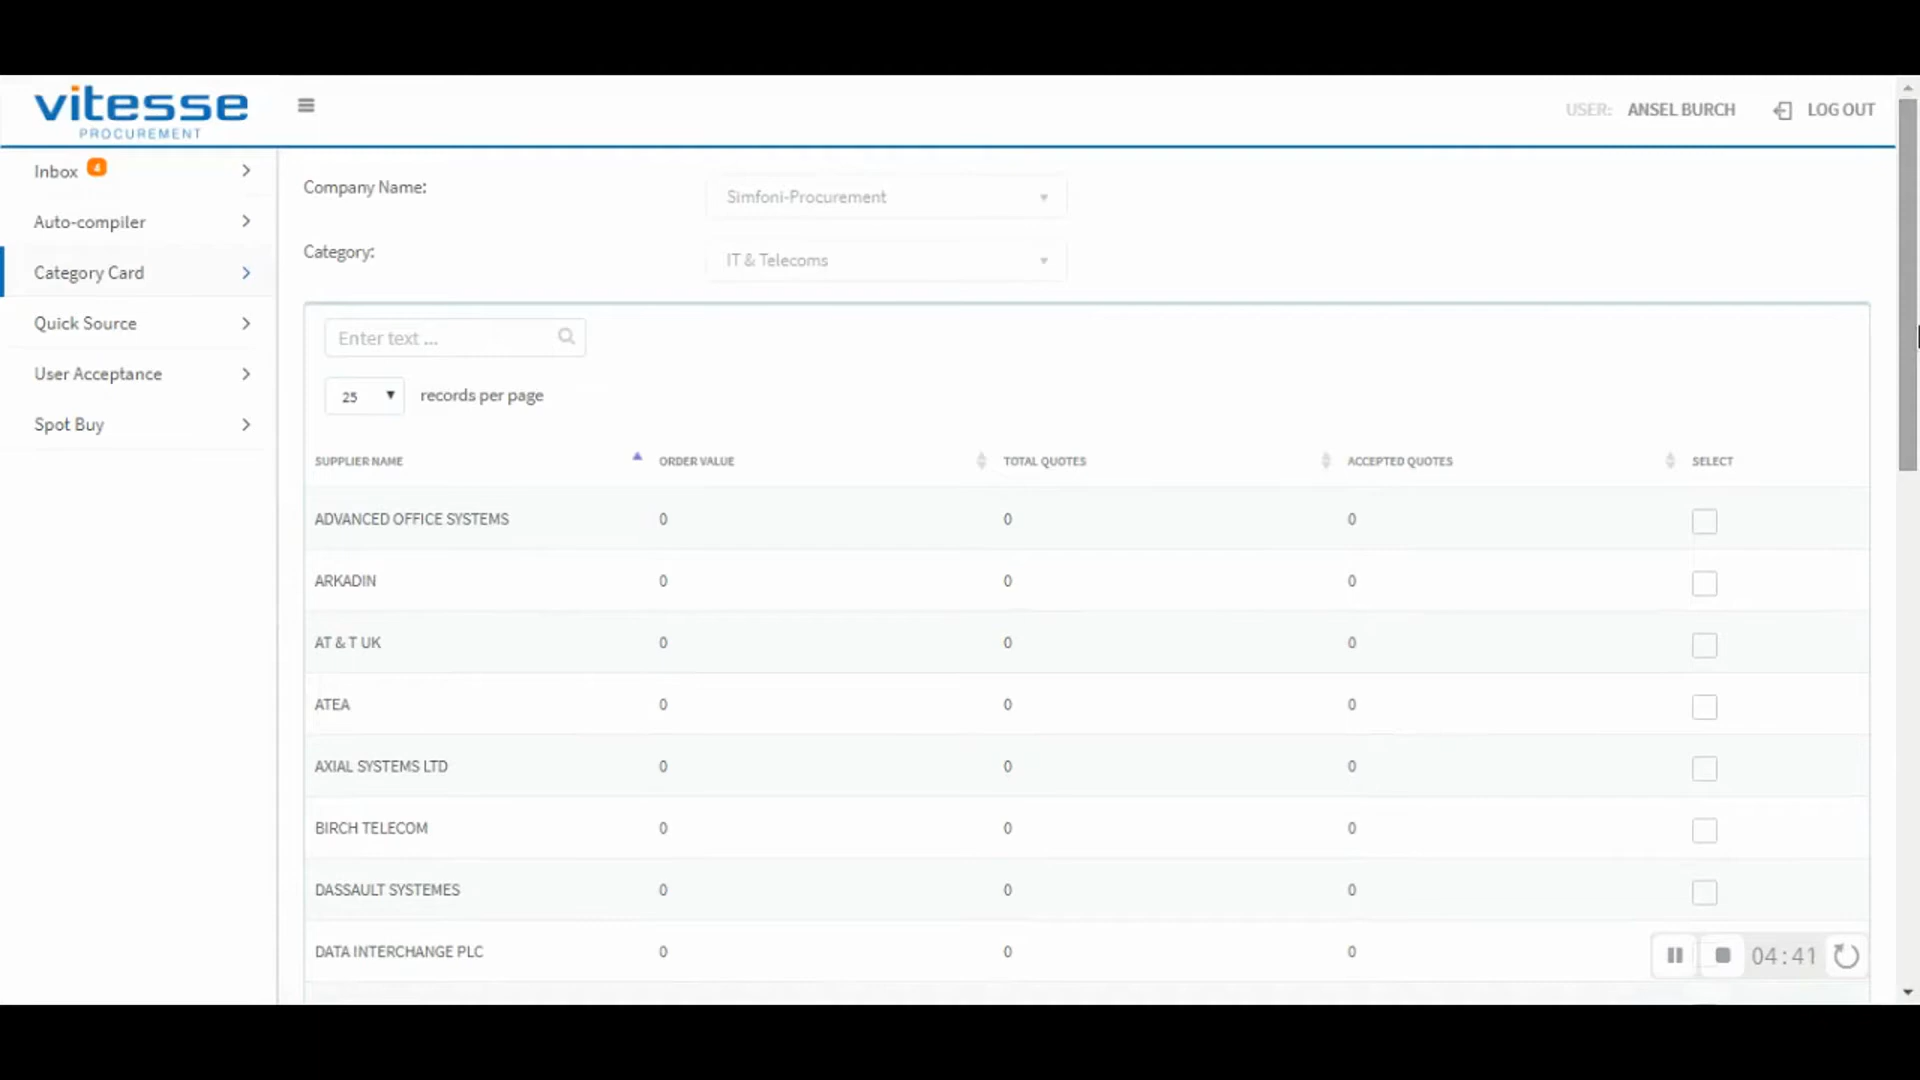 vitesse
PROCUREMENT
USER: ANSEL BURCH LOG OUT
Inbox 4
Auto-compiler
Category Card
Quick Source
User Acceptance
Spot Buy
Company Name: Simfoni-Procurement
Category: IT & Telecoms
Enter text ...
25 records per page
SUPPLIER NAME ORDER VALUE TOTAL QUOTES ACCEPTED QUOTES SELECT
ADVANCED OFFICE SYSTEMS 0 0 0
ARKADIN 0 0 0
AT & T UK 0 0 0
ATEA 0 0 0
AXIAL SYSTEMS LTD 0 0 0
BIRCH TELECOM 0 0 0
DASSAULT SYSTEMES 0 0 0
DATA INTERCHANGE PLC 0 0 0
04:41